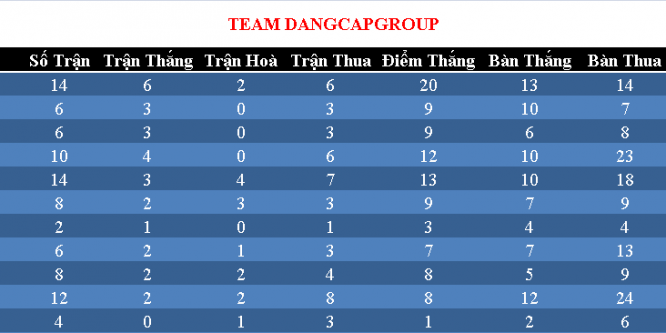 TEAM DANGCAPGROUP
Số Trận Trận Thắng Trận Hoà Trận Thua Điểm Thắng Bàn Thắng Bàn Thua
14 6 2 6 20 13 14
6 3 0 3 9 10 7
6 3 0 3 9 6 8
10 4 0 6 12 10 23
14 3 4 7 13 10 18
8 2 3 3 9 7 9
2 1 0 1 3 4 4
6 2 1 3 7 7 13
8 2 2 4 8 5 9
12 2 2 8 8 12 24
4 0 1 3 1 2 6